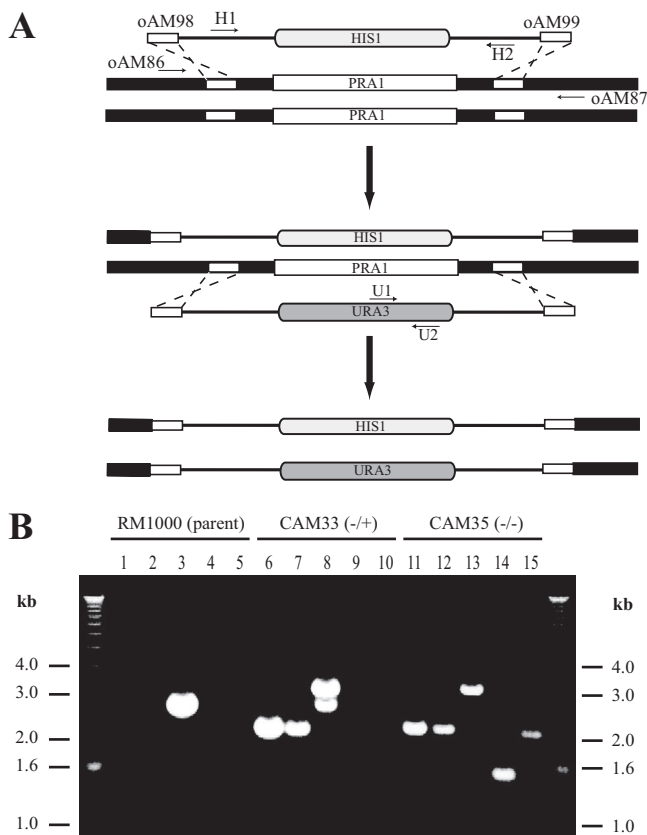 A
oAM98
H1
HIS1
oAM99
H2
oAM86
PRA1
oAM87
PRA1
HIS1
PRA1
U1
URA3
U2
HIS1
URA3
B
RM1000 (parent) CAM33 (-/+) CAM35 (-/-)
1 2 3 4 5 6 7 8 9 10 11 12 13 14 15
kb kb
4.0 4.0
3.0 3.0
2.0 2.0
1.6 1.6
1.0 1.0